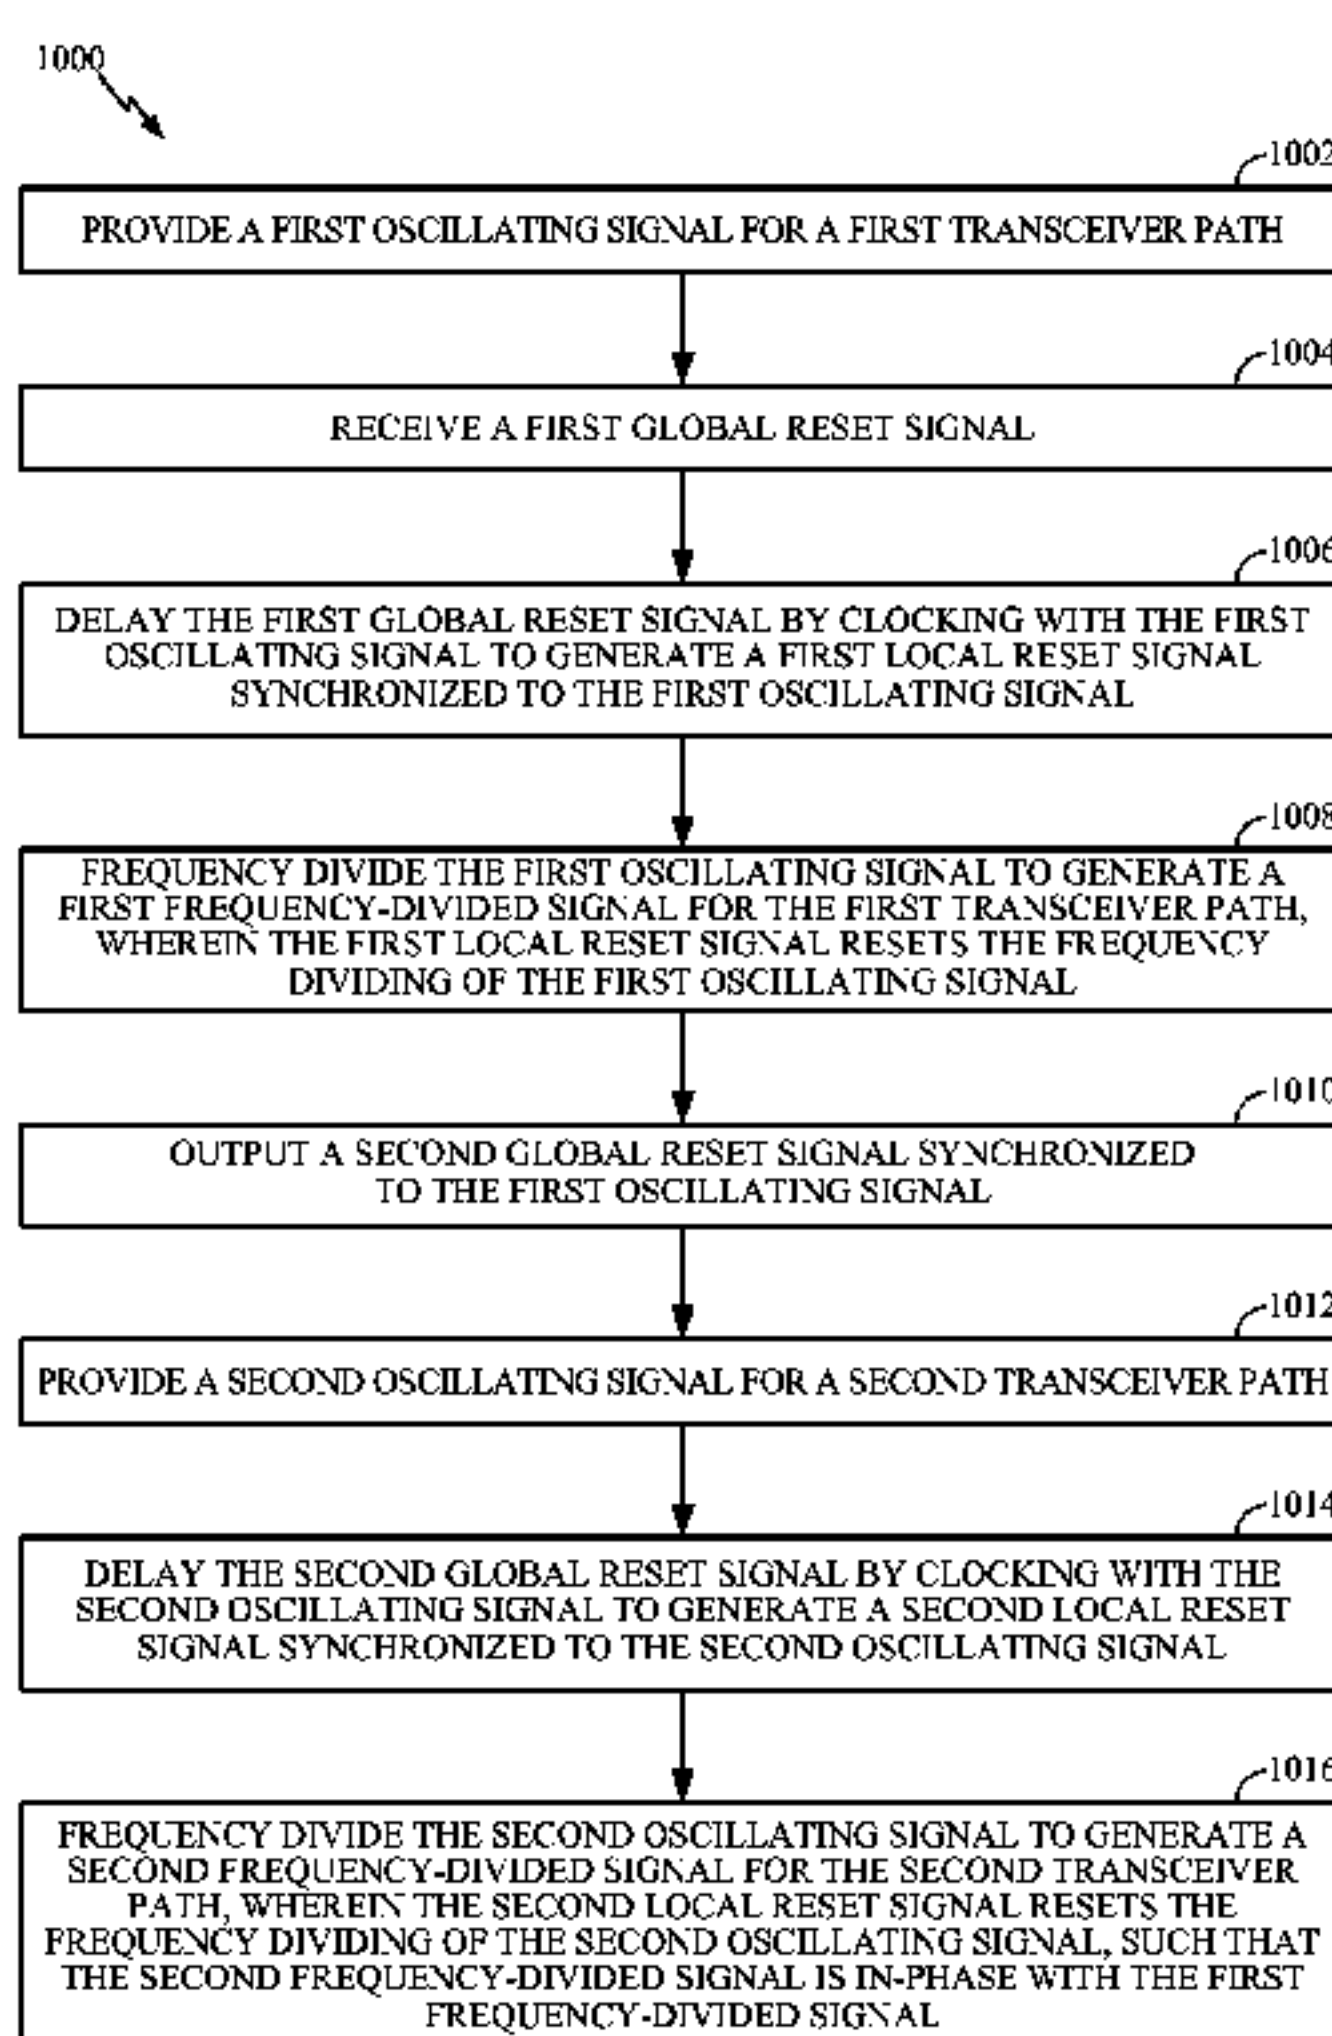 1000
1002
PROVIDE A FIRST OSCILLATING SIGNAL FOR A FIRST TRANSCEIVER PATH
1004
RECEIVE A FIRST GLOBAL RESET SIGNAL
1006
DELAY THE FIRST GLOBAL RESET SIGNAL BY CLOCKING WITH THE FIRST
OSCILLATING SIGNAL TO GENERATE A FIRST LOCAL RESET SIGNAL
SYNCHRONIZED TO THE FIRST OSCILLATING SIGNAL
1008
FREQUENCY DIVIDE THE FIRST OSCILLATING SIGNAL TO GENERATE A
FIRST FREQUENCY-DIVIDED SIGNAL FOR THE FIRST TRANSCEIVER PATH,
WHEREIN THE FIRST LOCAL RESET SIGNAL RESETS THE FREQUENCY
DIVIDING OF THE FIRST OSCILLATING SIGNAL
1010
OUTPUT A SECOND GLOBAL RESET SIGNAL SYNCHRONIZED
TO THE FIRST OSCILLATING SIGNAL
1012
PROVIDE A SECOND OSCILLATING SIGNAL FOR A SECOND TRANSCEIVER PATH
1014
DELAY THE SECOND GLOBAL RESET SIGNAL BY CLOCKING WITH THE
SECOND OSCILLATING SIGNAL TO GENERATE A SECOND LOCAL RESET
SIGNAL SYNCHRONIZED TO THE SECOND OSCILLATING SIGNAL
1016
FREQUENCY DIVIDE THE SECOND OSCILLATING SIGNAL TO GENERATE A
SECOND FREQUENCY-DIVIDED SIGNAL FOR THE SECOND TRANSCEIVER
PATH, WHEREIN THE SECOND LOCAL RESET SIGNAL RESETS THE
FREQUENCY DIVIDING OF THE SECOND OSCILLATING SIGNAL, SUCH THAT
THE SECOND FREQUENCY-DIVIDED SIGNAL IS IN-PHASE WITH THE FIRST
FREQUENCY-DIVIDED SIGNAL